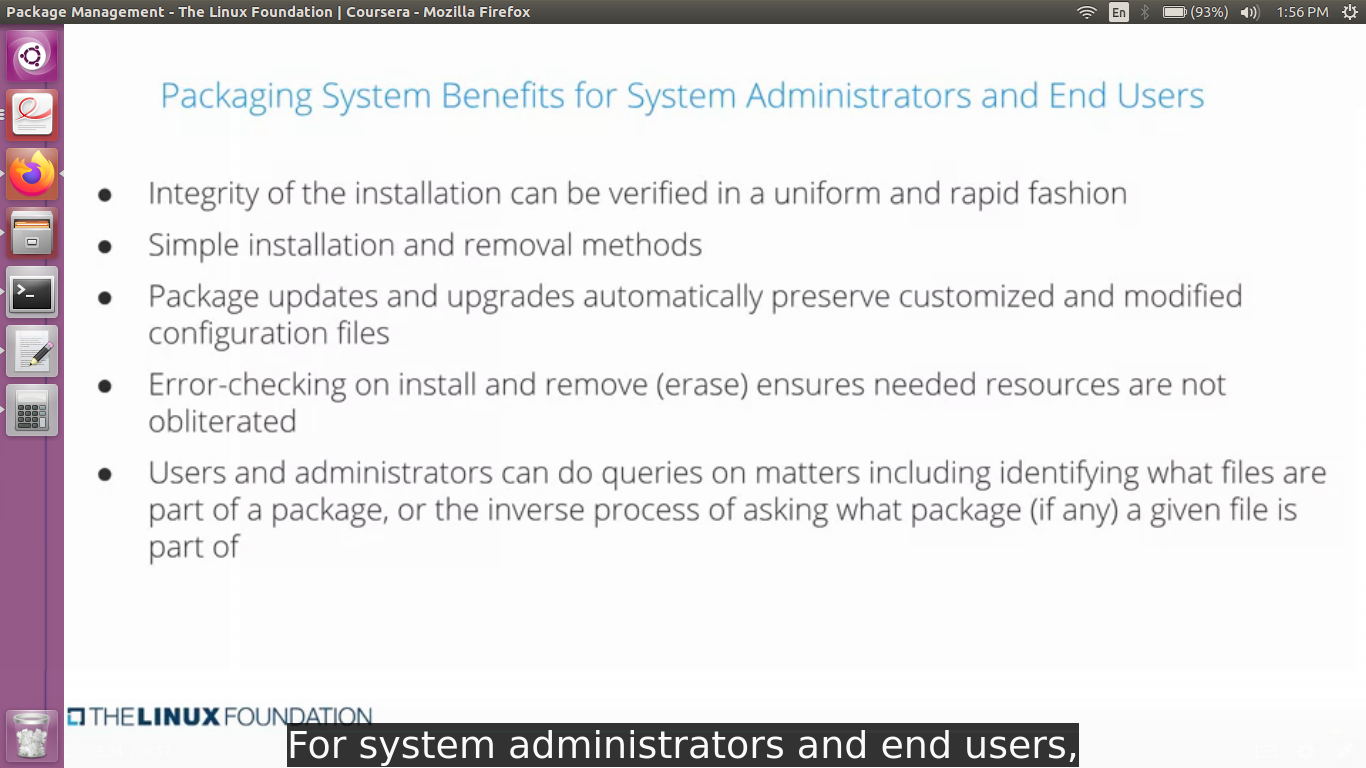 Package Management - The Linux Foundation | Coursera - Mozilla Firefox
En
(93%)
1:56 PM
Packaging System Benefits for System Administrators and End Users
● Integrity of the installation can be verified in a uniform and rapid fashion
● Simple installation and removal methods
● Package updates and upgrades automatically preserve customized and modified
configuration files
● Error-checking on install and remove (erase) ensures needed resources are not
obliterated
● Users and administrators can do queries on matters including identifying what files are
part of a package, or the inverse process of asking what package (if any) a given file is
part of
THE LINUX FOUNDATION
For system administrators and end users,